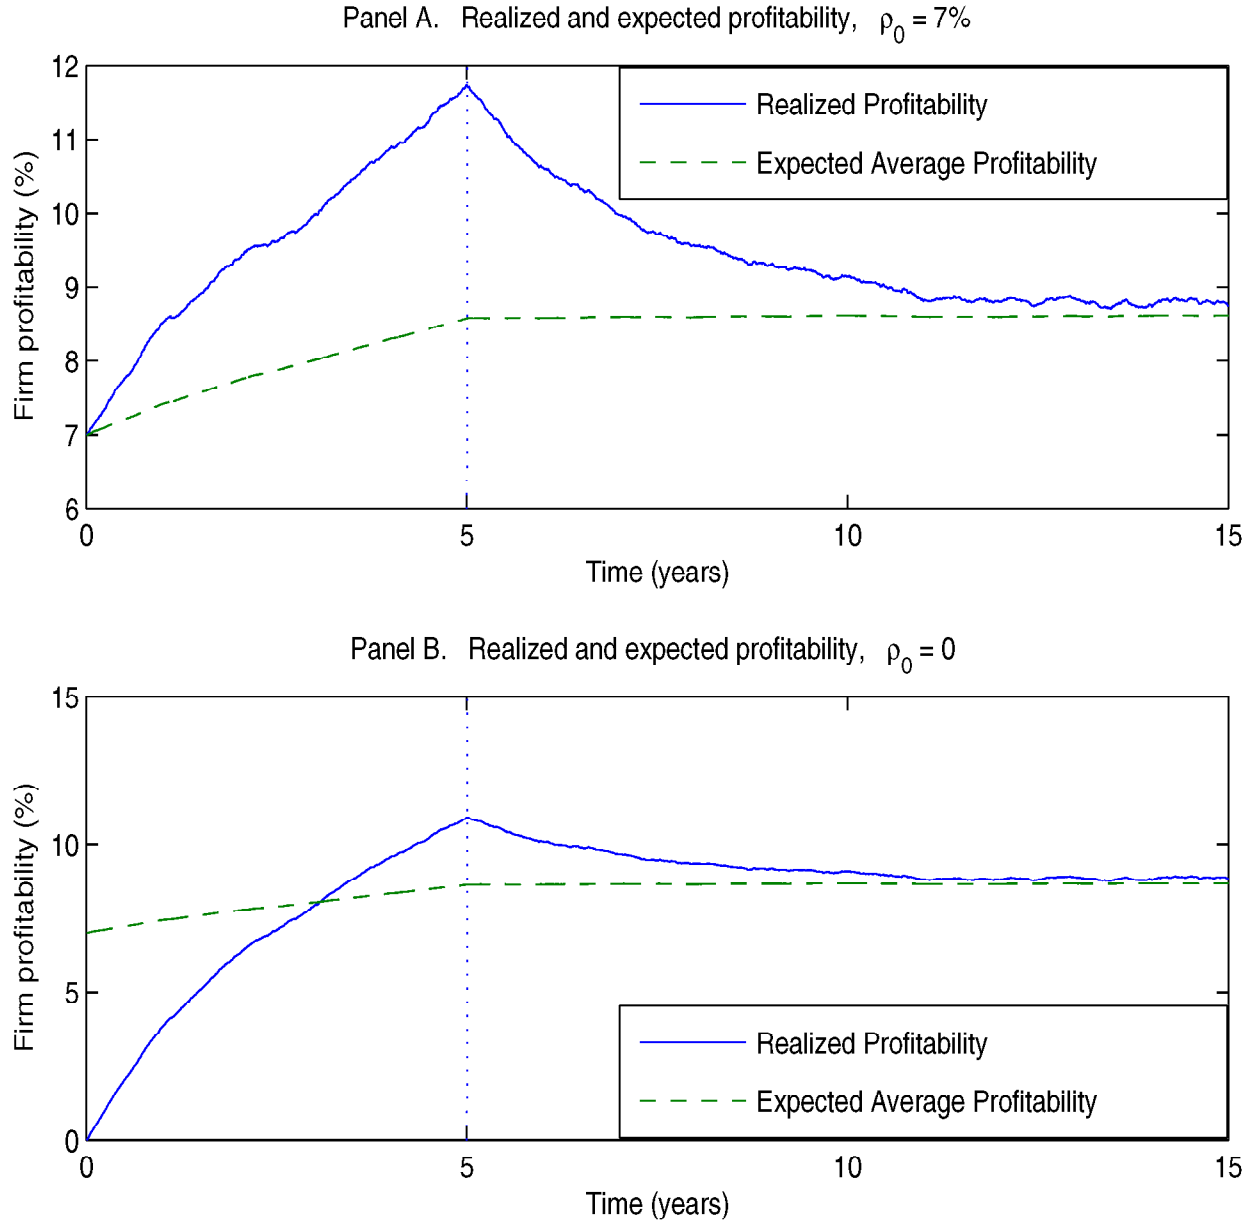 Panel A. Realized and expected profitability, ρ0 = 7%
12
11
10
9
8
7
6
Firm profitability (%)
Realized Profitability
Expected Average Profitability
0 5 10 15
Time (years)
Panel B. Realized and expected profitability, ρ0 = 0
15
10
5
0
Firm profitability (%)
Realized Profitability
Expected Average Profitability
0 5 10 15
Time (years)